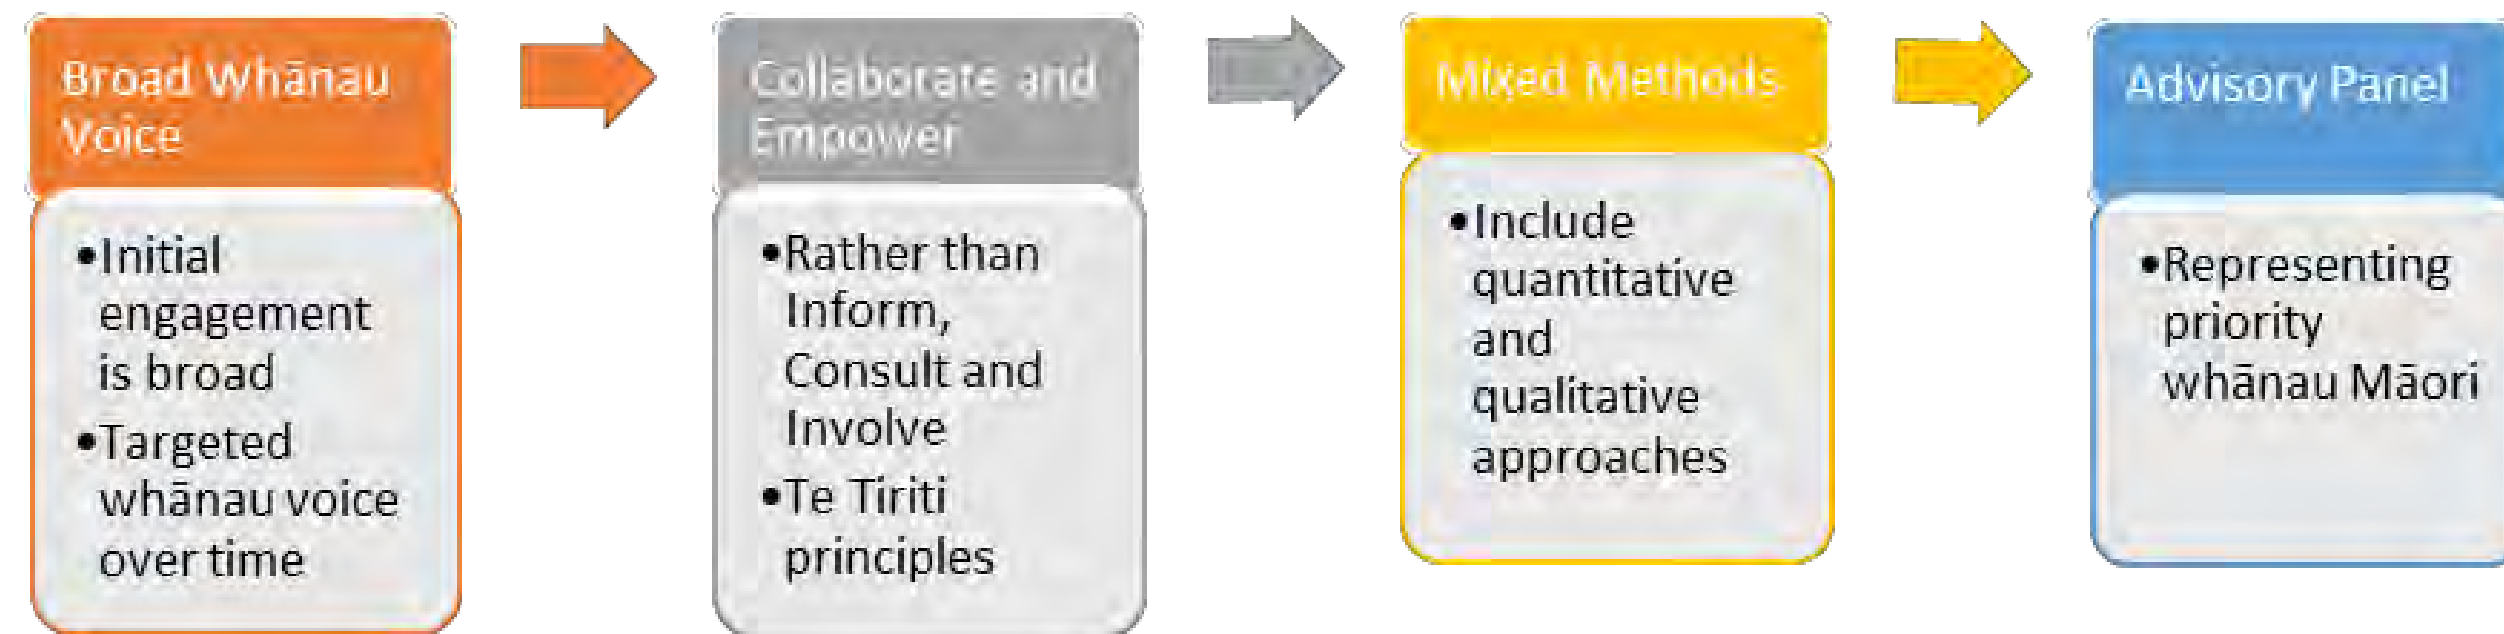 Broad Whānau
Voice
•Initial
engagement
is broad
•Targeted
whānau voice
over time
Collaborate and
Empower
•Rather than
Inform,
Consult and
Involve
•Te Tiriti
principles
Mixed Methods
•Include
quantitative
and
qualitative
approaches
Advisory Panel
•Representing
priority
whānau Māori